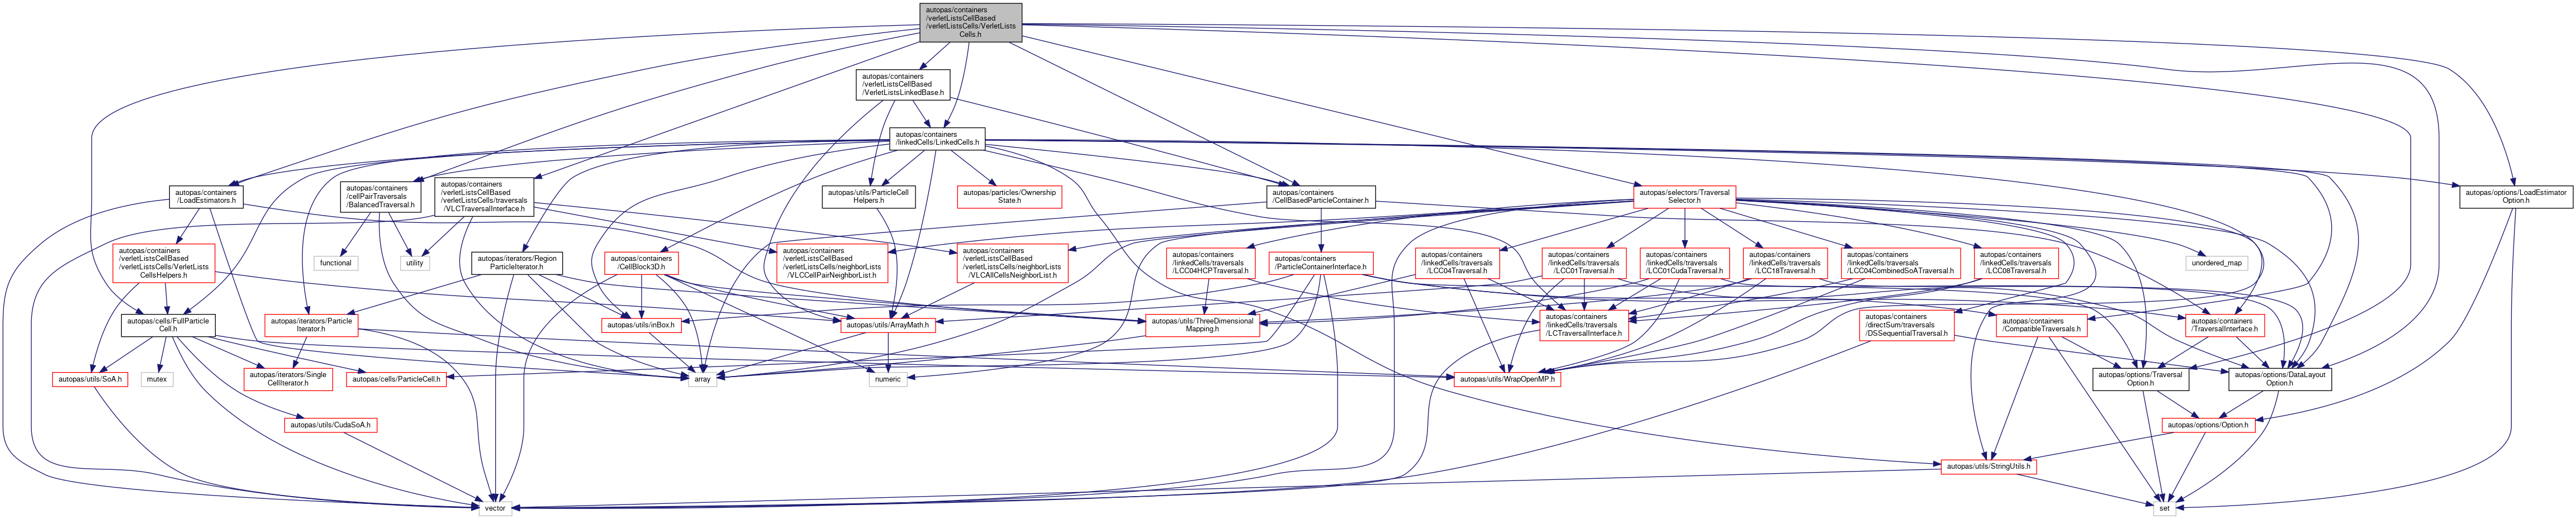 autopas/containers
/verletListsCellBased
/verletListsCells/VerletLists
Cells.h
autopas/containers
/verletListsCellBased
/VerletListsLinkedBase.h
autopas/containers
/linkedCells/LinkedCells.h
autopas/containers
/LoadEstimators.h
autopas/containers
/cellPairTraversals
/BalancedTraversal.h
autopas/containers
/verletListsCellBased
/verletListsCells/traversals
/VLCTraversalInterface.h
autopas/utils/ParticleCell
Helpers.h
autopas/particles/Ownership
State.h
autopas/containers
/CellBasedParticleContainer.h
autopas/selectors/Traversal
Selector.h
autopas/options/LoadEstimator
Option.h
autopas/containers
/verletListsCellBased
/verletListsCells/VerletLists
CellsHelpers.h
functional
utility
autopas/iterators/Region
ParticleIterator.h
autopas/containers
/CellBlock3D.h
autopas/containers
/verletListsCellBased
/verletListsCells/neighborLists
/VLCCellPairNeighborList.h
autopas/containers
/verletListsCellBased
/verletListsCells/neighborLists
/VLCAllCellsNeighborList.h
autopas/containers
/linkedCells/traversals
/LCC04HCPTraversal.h
autopas/containers
/ParticleContainerInterface.h
autopas/containers
/linkedCells/traversals
/LCC04Traversal.h
autopas/containers
/linkedCells/traversals
/LCC01Traversal.h
autopas/containers
/linkedCells/traversals
/LCC01CudaTraversal.h
autopas/containers
/linkedCells/traversals
/LCC18Traversal.h
autopas/containers
/linkedCells/traversals
/LCC04CombinedSoATraversal.h
autopas/containers
/linkedCells/traversals
/LCC08Traversal.h
unordered_map
autopas/cells/FullParticle
Cell.h
autopas/iterators/Particle
Iterator.h
autopas/utils/inBox.h
autopas/utils/ArrayMath.h
autopas/utils/ThreeDimensional
Mapping.h
autopas/containers
/linkedCells/traversals
/LCTraversalInterface.h
autopas/containers
/directSum/traversals
/DSSequentialTraversal.h
autopas/containers
/CompatibleTraversals.h
autopas/containers
/TraversalInterface.h
autopas/utils/SoA.h
mutex
autopas/iterators/Single
CellIterator.h
autopas/cells/ParticleCell.h
array
numeric
autopas/utils/WrapOpenMP.h
autopas/options/Traversal
Option.h
autopas/options/DataLayout
Option.h
autopas/utils/CudaSoA.h
autopas/options/Option.h
autopas/utils/StringUtils.h
vector
set